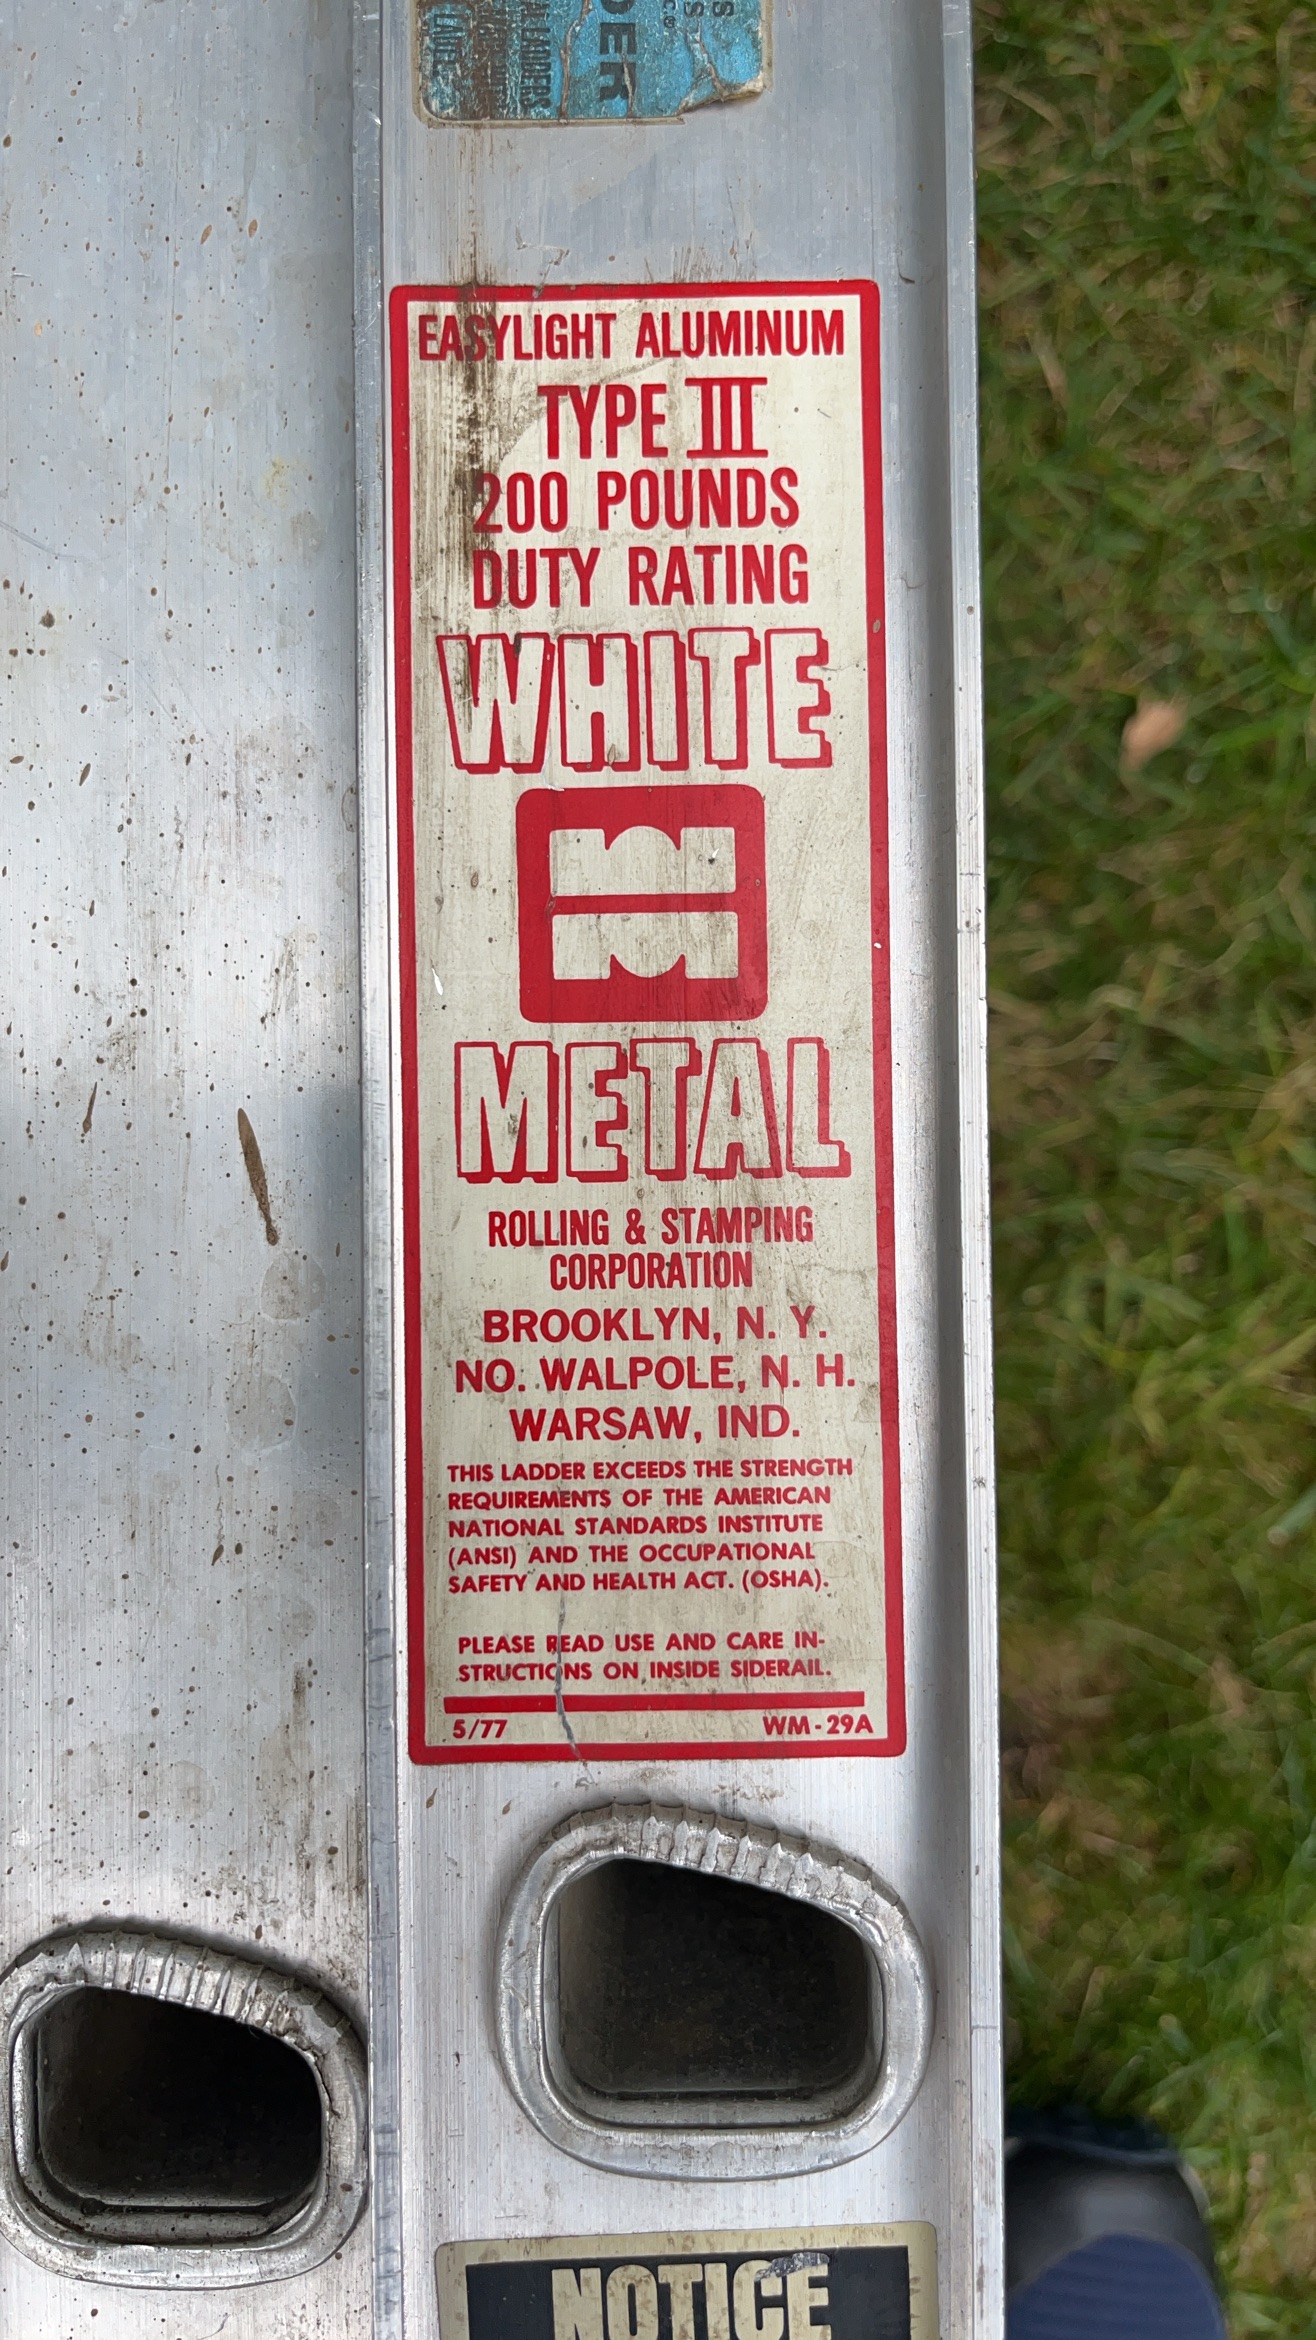 DER
EASYLIGHT ALUMINUM
TYPE III
200 POUNDS
DUTY RATING
WHITE
METAL
ROLLING & STAMPING
CORPORATION
BROOKLYN, N. Y.
NO. WALPOLE, N. H.
WARSAW, IND.
THIS LADDER EXCEEDS THE STRENGTH
REQUIREMENTS OF THE AMERICAN
NATIONAL STANDARDS INSTITUTE
(ANSI) AND THE OCCUPATIONAL
SAFETY AND HEALTH ACT. (OSHA).
PLEASE READ USE AND CARE IN-
STRUCTIONS ON INSIDE SIDERAIL.
5/77 WM-29A
NOTICE